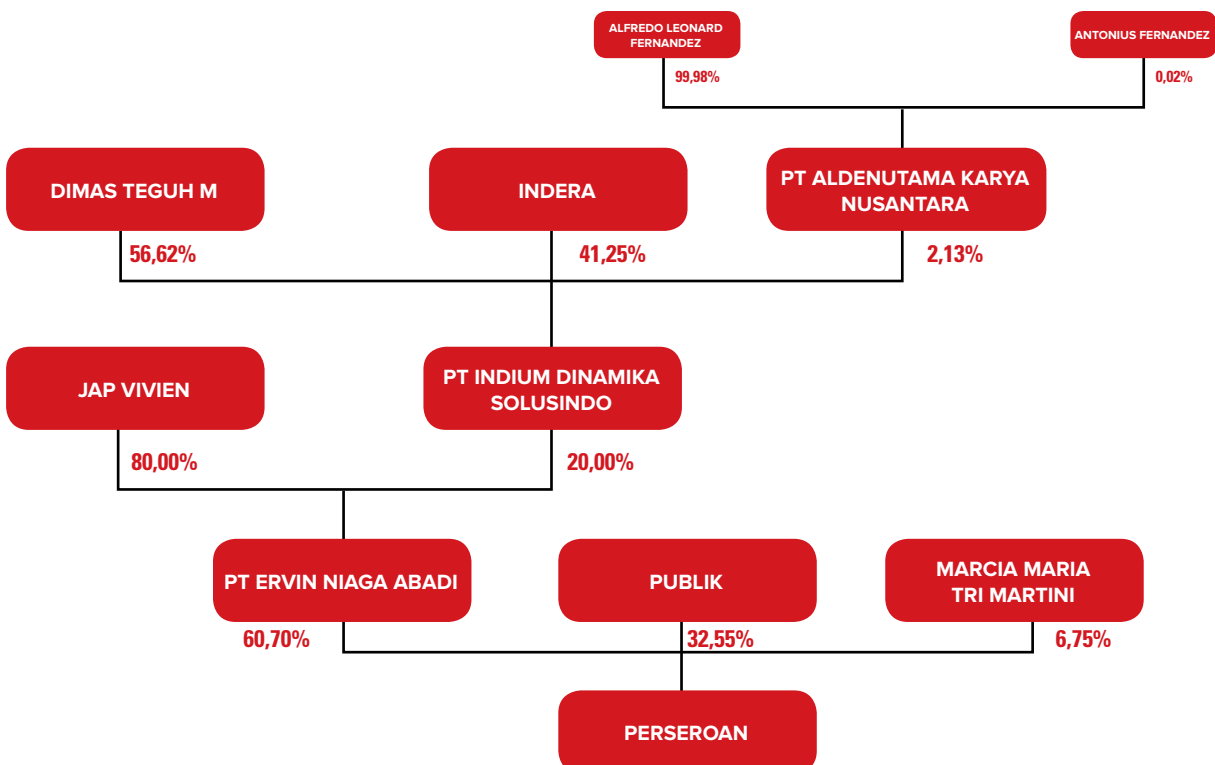 ALFREDO LEONARD
FERNANDEZ
ANTONIUS FERNANDEZ
99,98%
0,02%
DIMAS TEGUH M
INDERA
PT ALDENUTAMA KARYA
NUSANTARA
56,62%
41,25%
2,13%
JAP VIVIEN
PT INDIUM DINAMIKA
SOLUSINDO
80,00%
20,00%
PT ERVIN NIAGA ABADI
PUBLIK
MARCIA MARIA
TRI MARTINI
60,70%
32,55%
6,75%
PERSEROAN